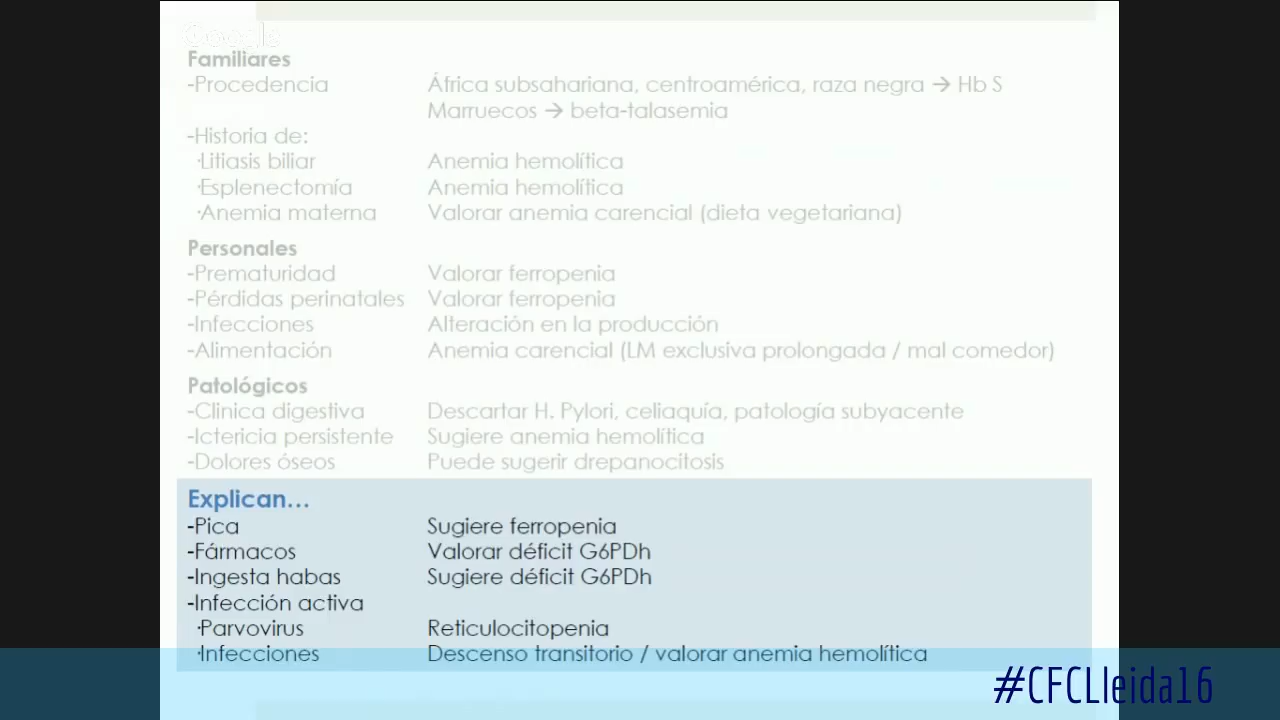 Google
Familiares
-Procedencia África subsahariana, centroamérica, raza negra → Hb S
Marruecos → beta-talasemia
-Historia de:
·Litiasis biliar Anemia hemolítica
·Esplenectomía Anemia hemolítica
·Anemia materna Valorar anemia carencial (dieta vegetariana)
Personales
-Prematuridad Valorar ferropenia
-Pérdidas perinatales Valorar ferropenia
-Infecciones Alteración en la producción
-Alimentación Anemia carencial (LM exclusiva prolongada / mal comedor)
Patológicos
-Clinica digestiva Descartar H. Pylori, celiaquía, patología subyacente
-Ictericia persistente Sugiere anemia hemolítica
-Dolores óseos Puede sugerir drepanocitosis
Explican...
-Pica Sugiere ferropenia
-Fármacos Valorar déficit G6PDh
-Ingesta habas Sugiere déficit G6PDh
-Infección activa
·Parvovirus Reticulocitopenia
·Infecciones Descenso transitorio / valorar anemia hemolítica
#CFCLleida16